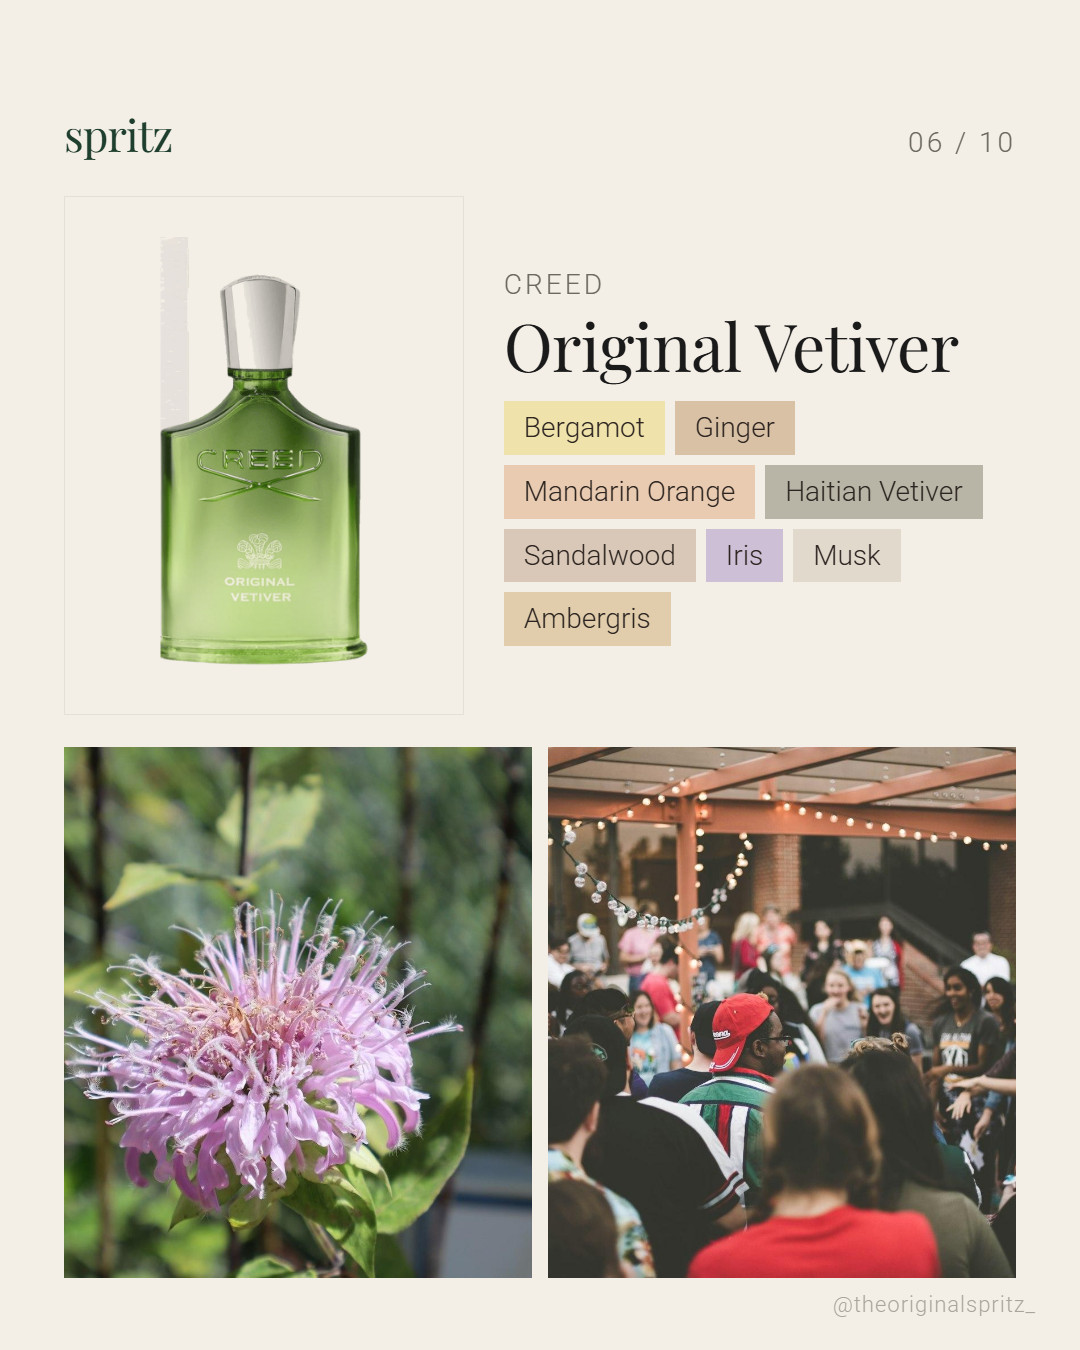 spritz
06 / 10
CREED
ORIGINAL
VETIVER
CREED
Original Vetiver
Bergamot
Ginger
Mandarin Orange
Haitian Vetiver
Sandalwood
Iris
Musk
Ambergris
@theoriginalspritz_